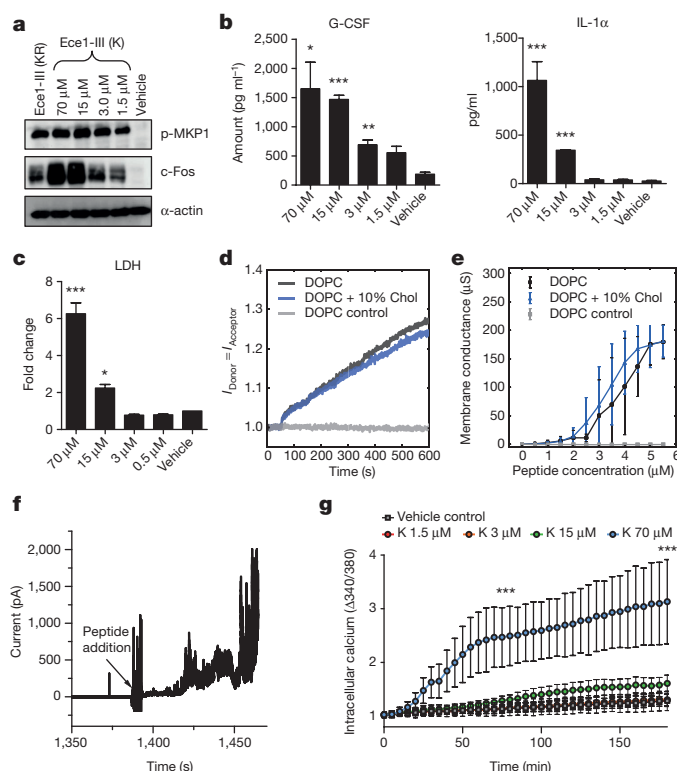 a
Ece1-III (KR)
Ece1-III (K)
70 μM
15 μM
3.0 μM
1.5 μM
Vehicle
p-MKP1
c-Fos
α-actin
b
G-CSF
Amount (pg ml−1)
2,500
2,000
1,500
1,000
500
0
*
***
**
70 μM
15 μM
3 μM
1.5 μM
Vehicle
IL-1α
pg/ml
1,500
1,000
500
0
***
***
70 μM
15 μM
3 μM
1.5 μM
Vehicle
c
LDH
Fold change
8
6
4
2
0
***
*
70 μM
15 μM
3 μM
0.5 μM
Vehicle
d
IDonor = IAcceptor
1.4
1.3
1.2
1.1
1.0
DOPC
DOPC + 10% Chol
DOPC control
0 100 200 300 400 500 600
Time (s)
e
Membrane conductance (μS)
300
250
200
150
100
50
0
DOPC
DOPC + 10% Chol
DOPC control
0 1 2 3 4 5
Peptide concentration (μM)
f
Current (pA)
2,000
1,500
1,000
500
0
Peptide
addition
1,350 1,400 1,450
Time (s)
g
Vehicle control
K 1.5 μM K 3 μM K 15 μM K 70 μM
Intracellular calcium (Δ340/380)
4
3
2
1
***
***
0 50 100 150
Time (min)